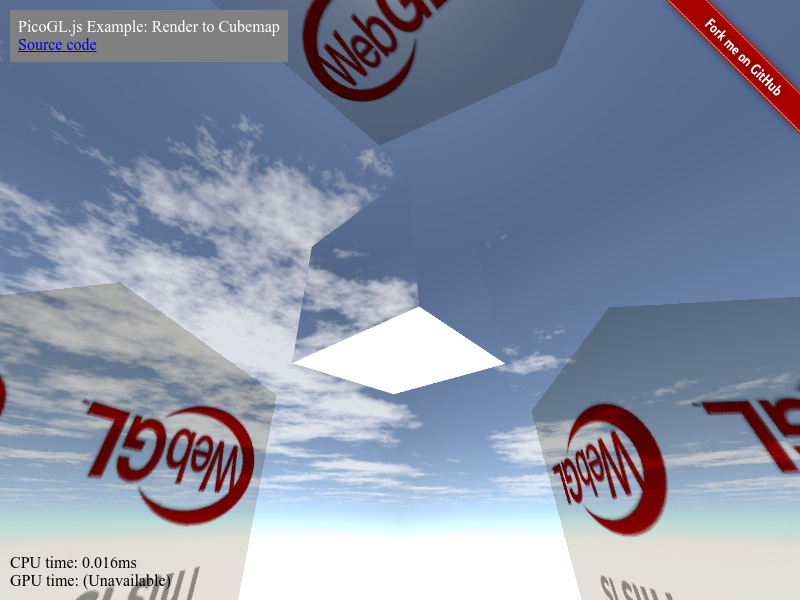 PicoGL.js Example: Render to Cubemap
Source code
Fork me on GitHub
WebGL
WebGL
WebGL
CPU time: 0.016ms
GPU time: (Unavailable)